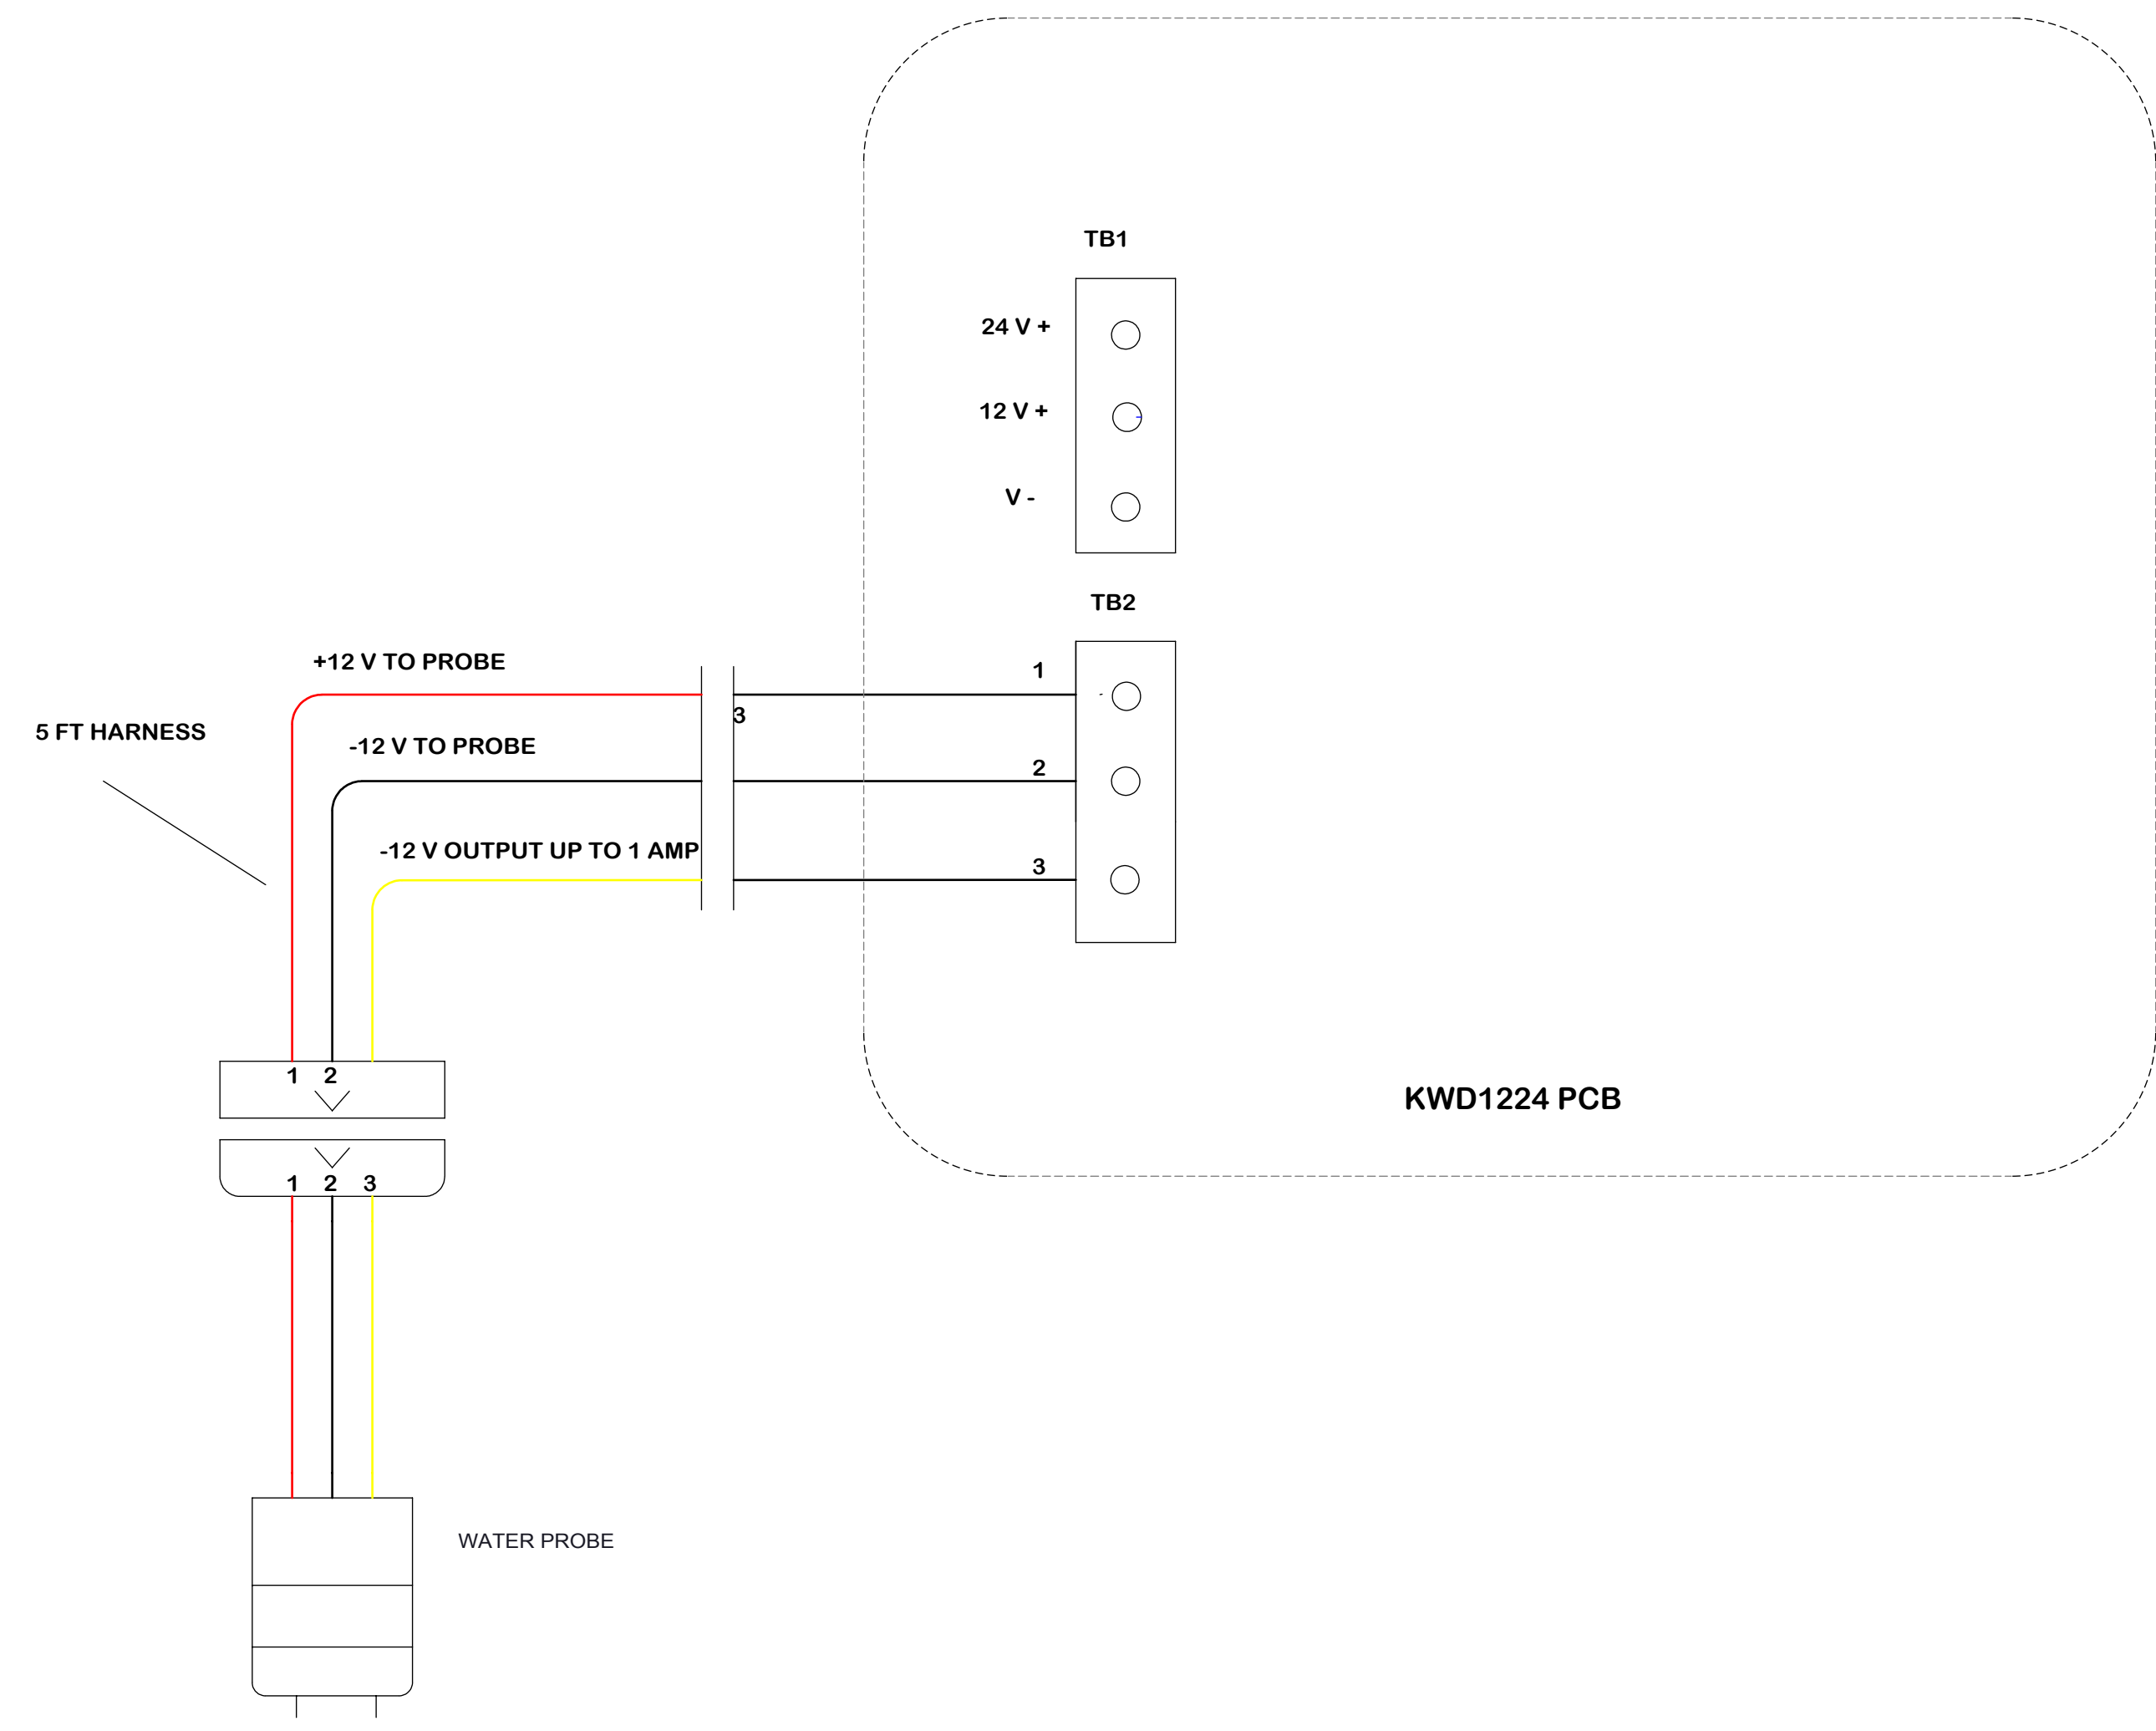 TB1
24 V +
12 V +
V -
TB2
+12 V TO PROBE
1
3
5 FT HARNESS
-12 V TO PROBE
2
-12 V OUTPUT UP TO 1 AMP
3
1 2
1 2 3
KWD1224 PCB
WATER PROBE